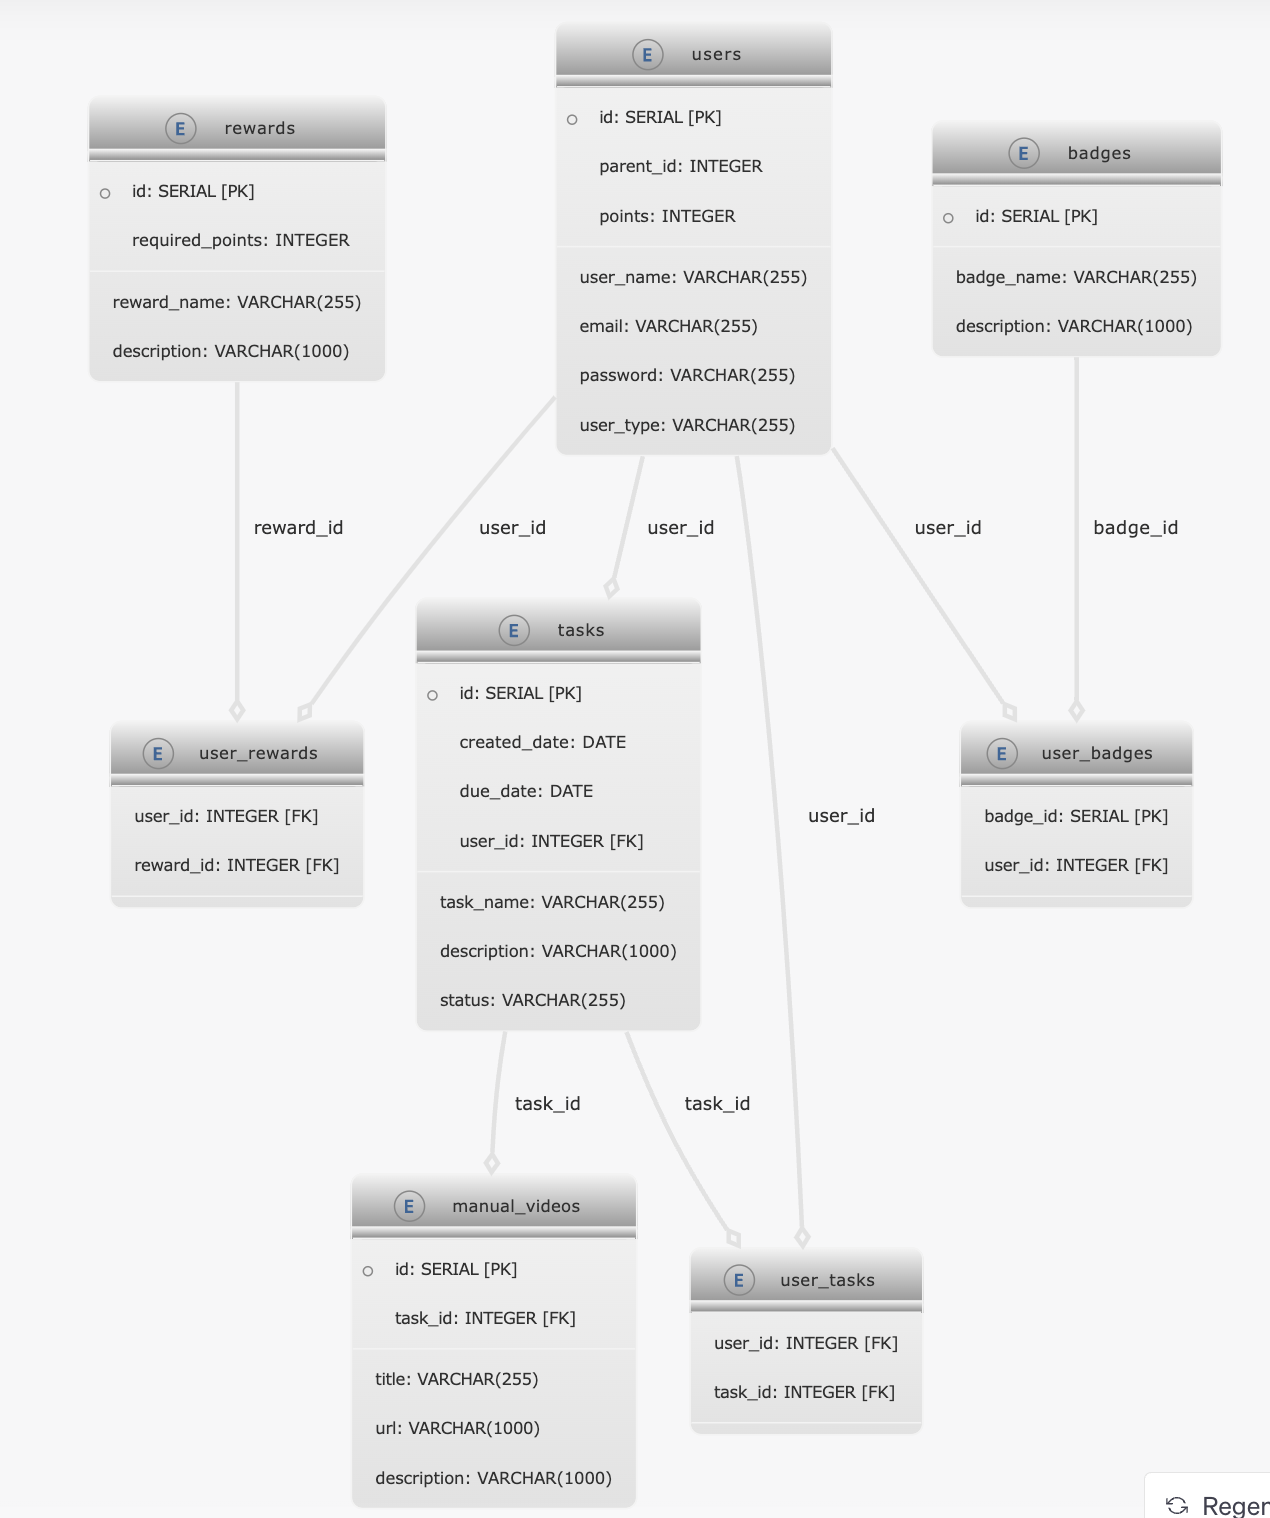 E users
id: SERIAL [PK]
parent_id: INTEGER
points: INTEGER
user_name: VARCHAR(255)
email: VARCHAR(255)
password: VARCHAR(255)
user_type: VARCHAR(255)
E rewards
id: SERIAL [PK]
required_points: INTEGER
reward_name: VARCHAR(255)
description: VARCHAR(1000)
E badges
id: SERIAL [PK]
badge_name: VARCHAR(255)
description: VARCHAR(1000)
reward_id
user_id
user_id
user_id
badge_id
E tasks
id: SERIAL [PK]
created_date: DATE
due_date: DATE
user_id: INTEGER [FK]
task_name: VARCHAR(255)
description: VARCHAR(1000)
status: VARCHAR(255)
E user_rewards
user_id: INTEGER [FK]
reward_id: INTEGER [FK]
user_id
E user_badges
badge_id: SERIAL [PK]
user_id: INTEGER [FK]
task_id
task_id
E manual_videos
id: SERIAL [PK]
task_id: INTEGER [FK]
title: VARCHAR(255)
url: VARCHAR(1000)
description: VARCHAR(1000)
E user_tasks
user_id: INTEGER [FK]
task_id: INTEGER [FK]
Regen